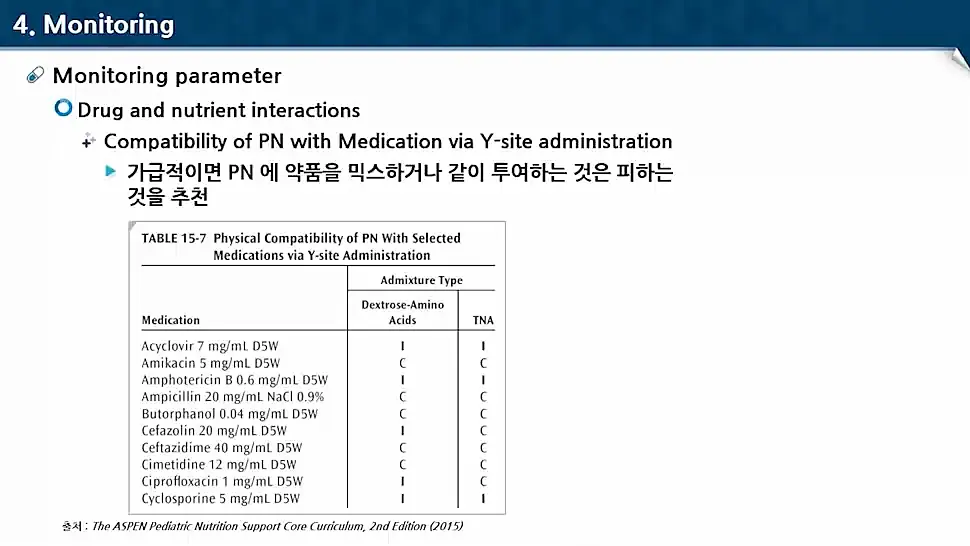 4. Monitoring
Monitoring parameter
Drug and nutrient interactions
Compatibility of PN with Medication via Y-site administration
가급적이면 PN 에 약품을 믹스하거나 같이 투여하는 것은 피하는
것을 추천
TABLE 15-7 Physical Compatibility of PN With Selected
Medications via Y-site Administration
Admixture Type
Dextrose-Amino
Medication Acids TNA
Acyclovir 7 mg/mL D5W I I
Amikacin 5 mg/mL D5W C C
Amphotericin B 0.6 mg/mL D5W I I
Ampicillin 20 mg/mL NaCl 0.9% C C
Butorphanol 0.04 mg/mL D5W C C
Cefazolin 20 mg/mL D5W I C
Ceftazidime 40 mg/mL D5W C C
Cimetidine 12 mg/mL D5W C C
Ciprofloxacin 1 mg/mL D5W I C
Cyclosporine 5 mg/mL D5W I I
출처 : The ASPEN Pediatric Nutrition Support Core Curriculum, 2nd Edition (2015)